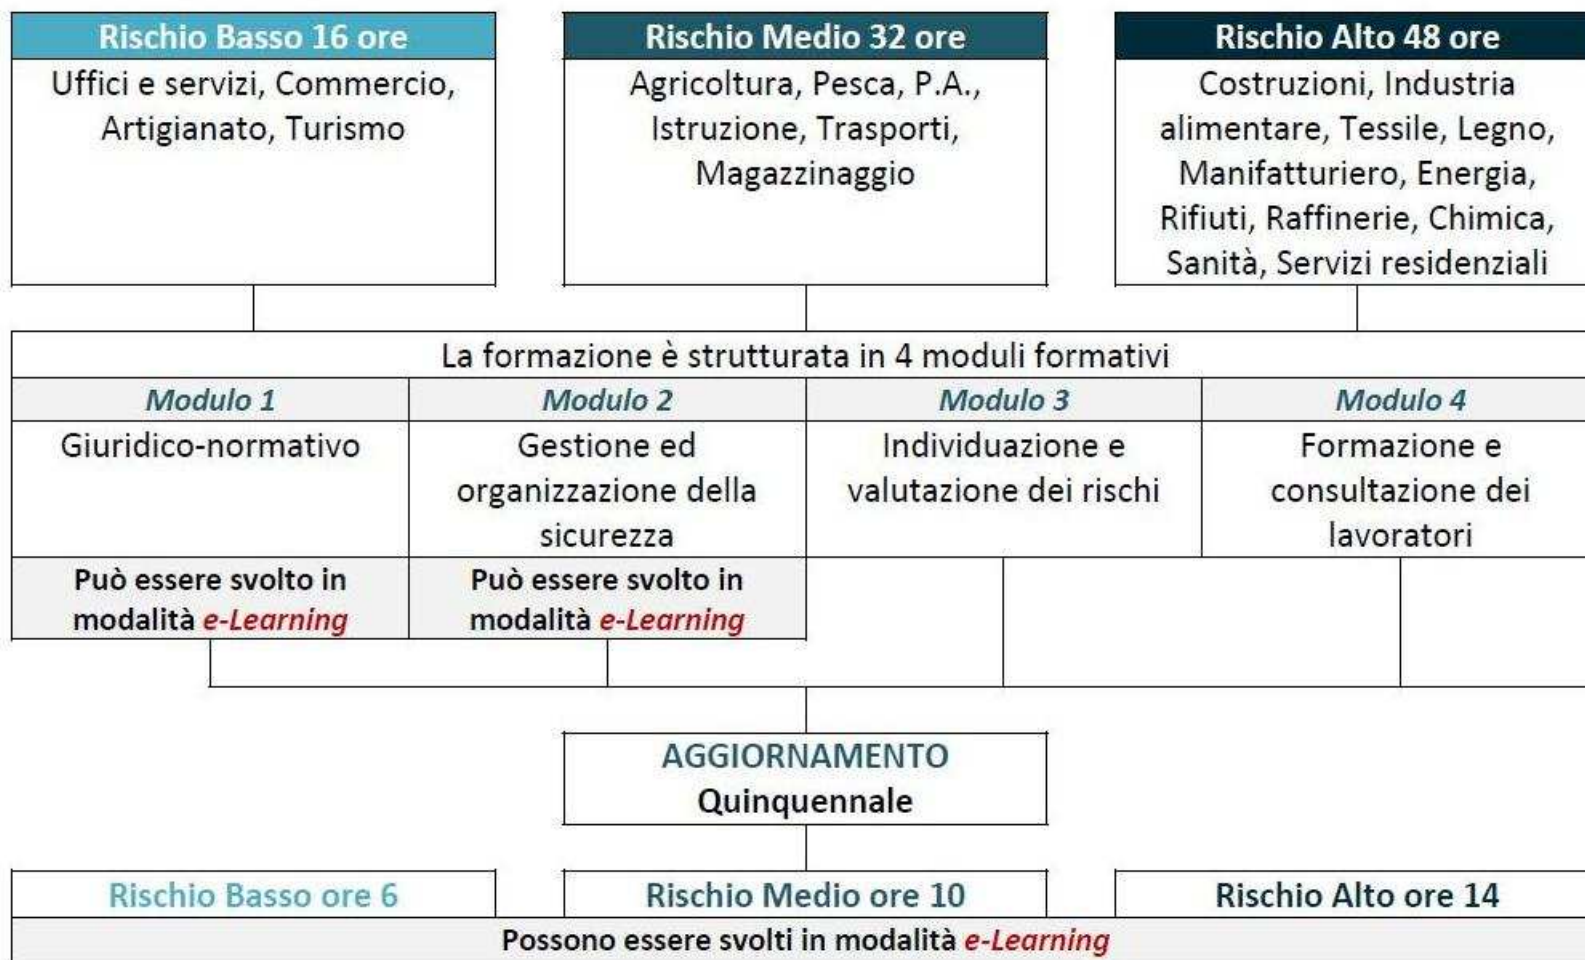 Rischio Basso 16 ore
Uffici e servizi, Commercio,
Artigianato, Turismo
Rischio Medio 32 ore
Agricoltura, Pesca, P.A.,
Istruzione, Trasporti,
Magazzinaggio
Rischio Alto 48 ore
Costruzioni, Industria
alimentare, Tessile, Legno,
Manifatturiero, Energia,
Rifiuti, Raffinerie, Chimica,
Sanità, Servizi residenziali
La formazione è strutturata in 4 moduli formativi
Modulo 1
Giuridico-normativo
Può essere svolto in
modalità e-Learning
Modulo 2
Gestione ed
organizzazione della
sicurezza
Può essere svolto in
modalità e-Learning
Modulo 3
Individuazione e
valutazione dei rischi
Modulo 4
Formazione e
consultazione dei
lavoratori
AGGIORNAMENTO
Quinquennale
Rischio Basso ore 6
Rischio Medio ore 10
Rischio Alto ore 14
Possono essere svolti in modalità e-Learning